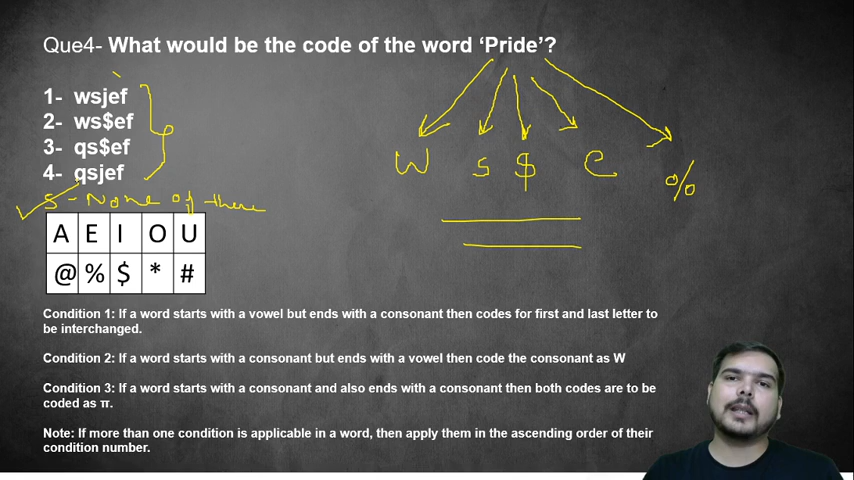 Que4- What would be the code of the word ‘Pride’?
1- wsjef
2- ws$ef
3- qs$ef
4- qsjef
5 - None of these
W s $ e %
A E I O U
@ % $ * #
Condition 1: If a word starts with a vowel but ends with a consonant then codes for first and last letter to
be interchanged.
Condition 2: If a word starts with a consonant but ends with a vowel then code the consonant as W
Condition 3: If a word starts with a consonant and also ends with a consonant then both codes are to be
coded as π.
Note: If more than one condition is applicable in a word, then apply them in the ascending order of their
condition number.